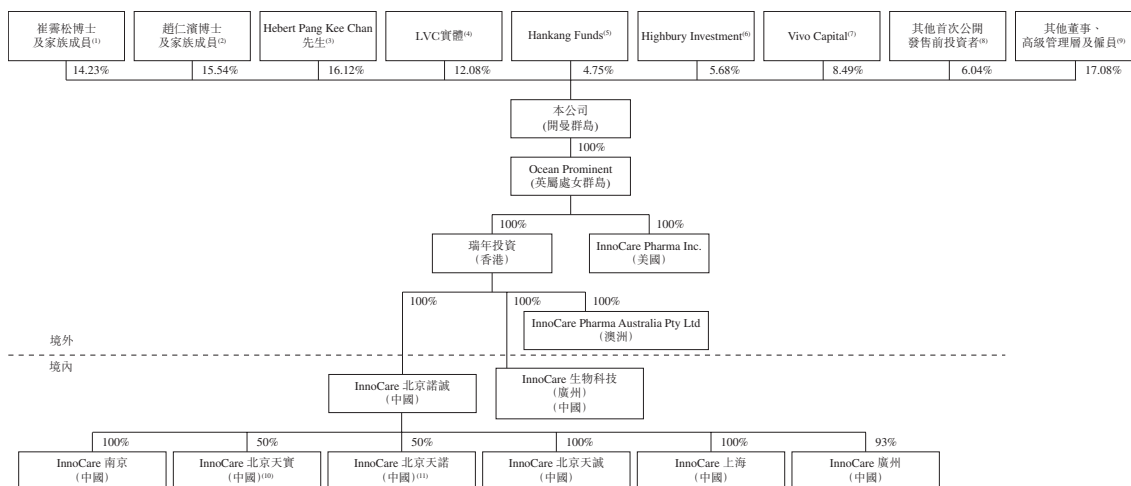 崔霽松博士
及家族成員(1)
趙仁濱博士
及家族成員(2)
Hebert Pang Kee Chan
先生(3)
LVC實體(4)
Hankang Funds(5)
Highbury Investment(6)
Vivo Capital(7)
其他首次公開
發售前投資者(8)
其他董事、
高級管理層及僱員(9)
14.23%
15.54%
16.12%
12.08%
4.75%
5.68%
8.49%
6.04%
17.08%
本公司
(開曼群島)
100%
Ocean Prominent
(英屬處女群島)
100%
100%
瑞年投資
(香港)
InnoCare Pharma Inc.
(美國)
100%
100%
100%
InnoCare Pharma Australia Pty Ltd
(澳洲)
境外
境內
InnoCare 北京諾誠
(中國)
InnoCare 生物科技
(廣州)
(中國)
100%
50%
50%
100%
100%
93%
InnoCare 南京
(中國)
InnoCare 北京天實
(中國)(10)
InnoCare 北京天諾
(中國)(11)
InnoCare 北京天誠
(中國)
InnoCare 上海
(中國)
InnoCare 廣州
(中國)